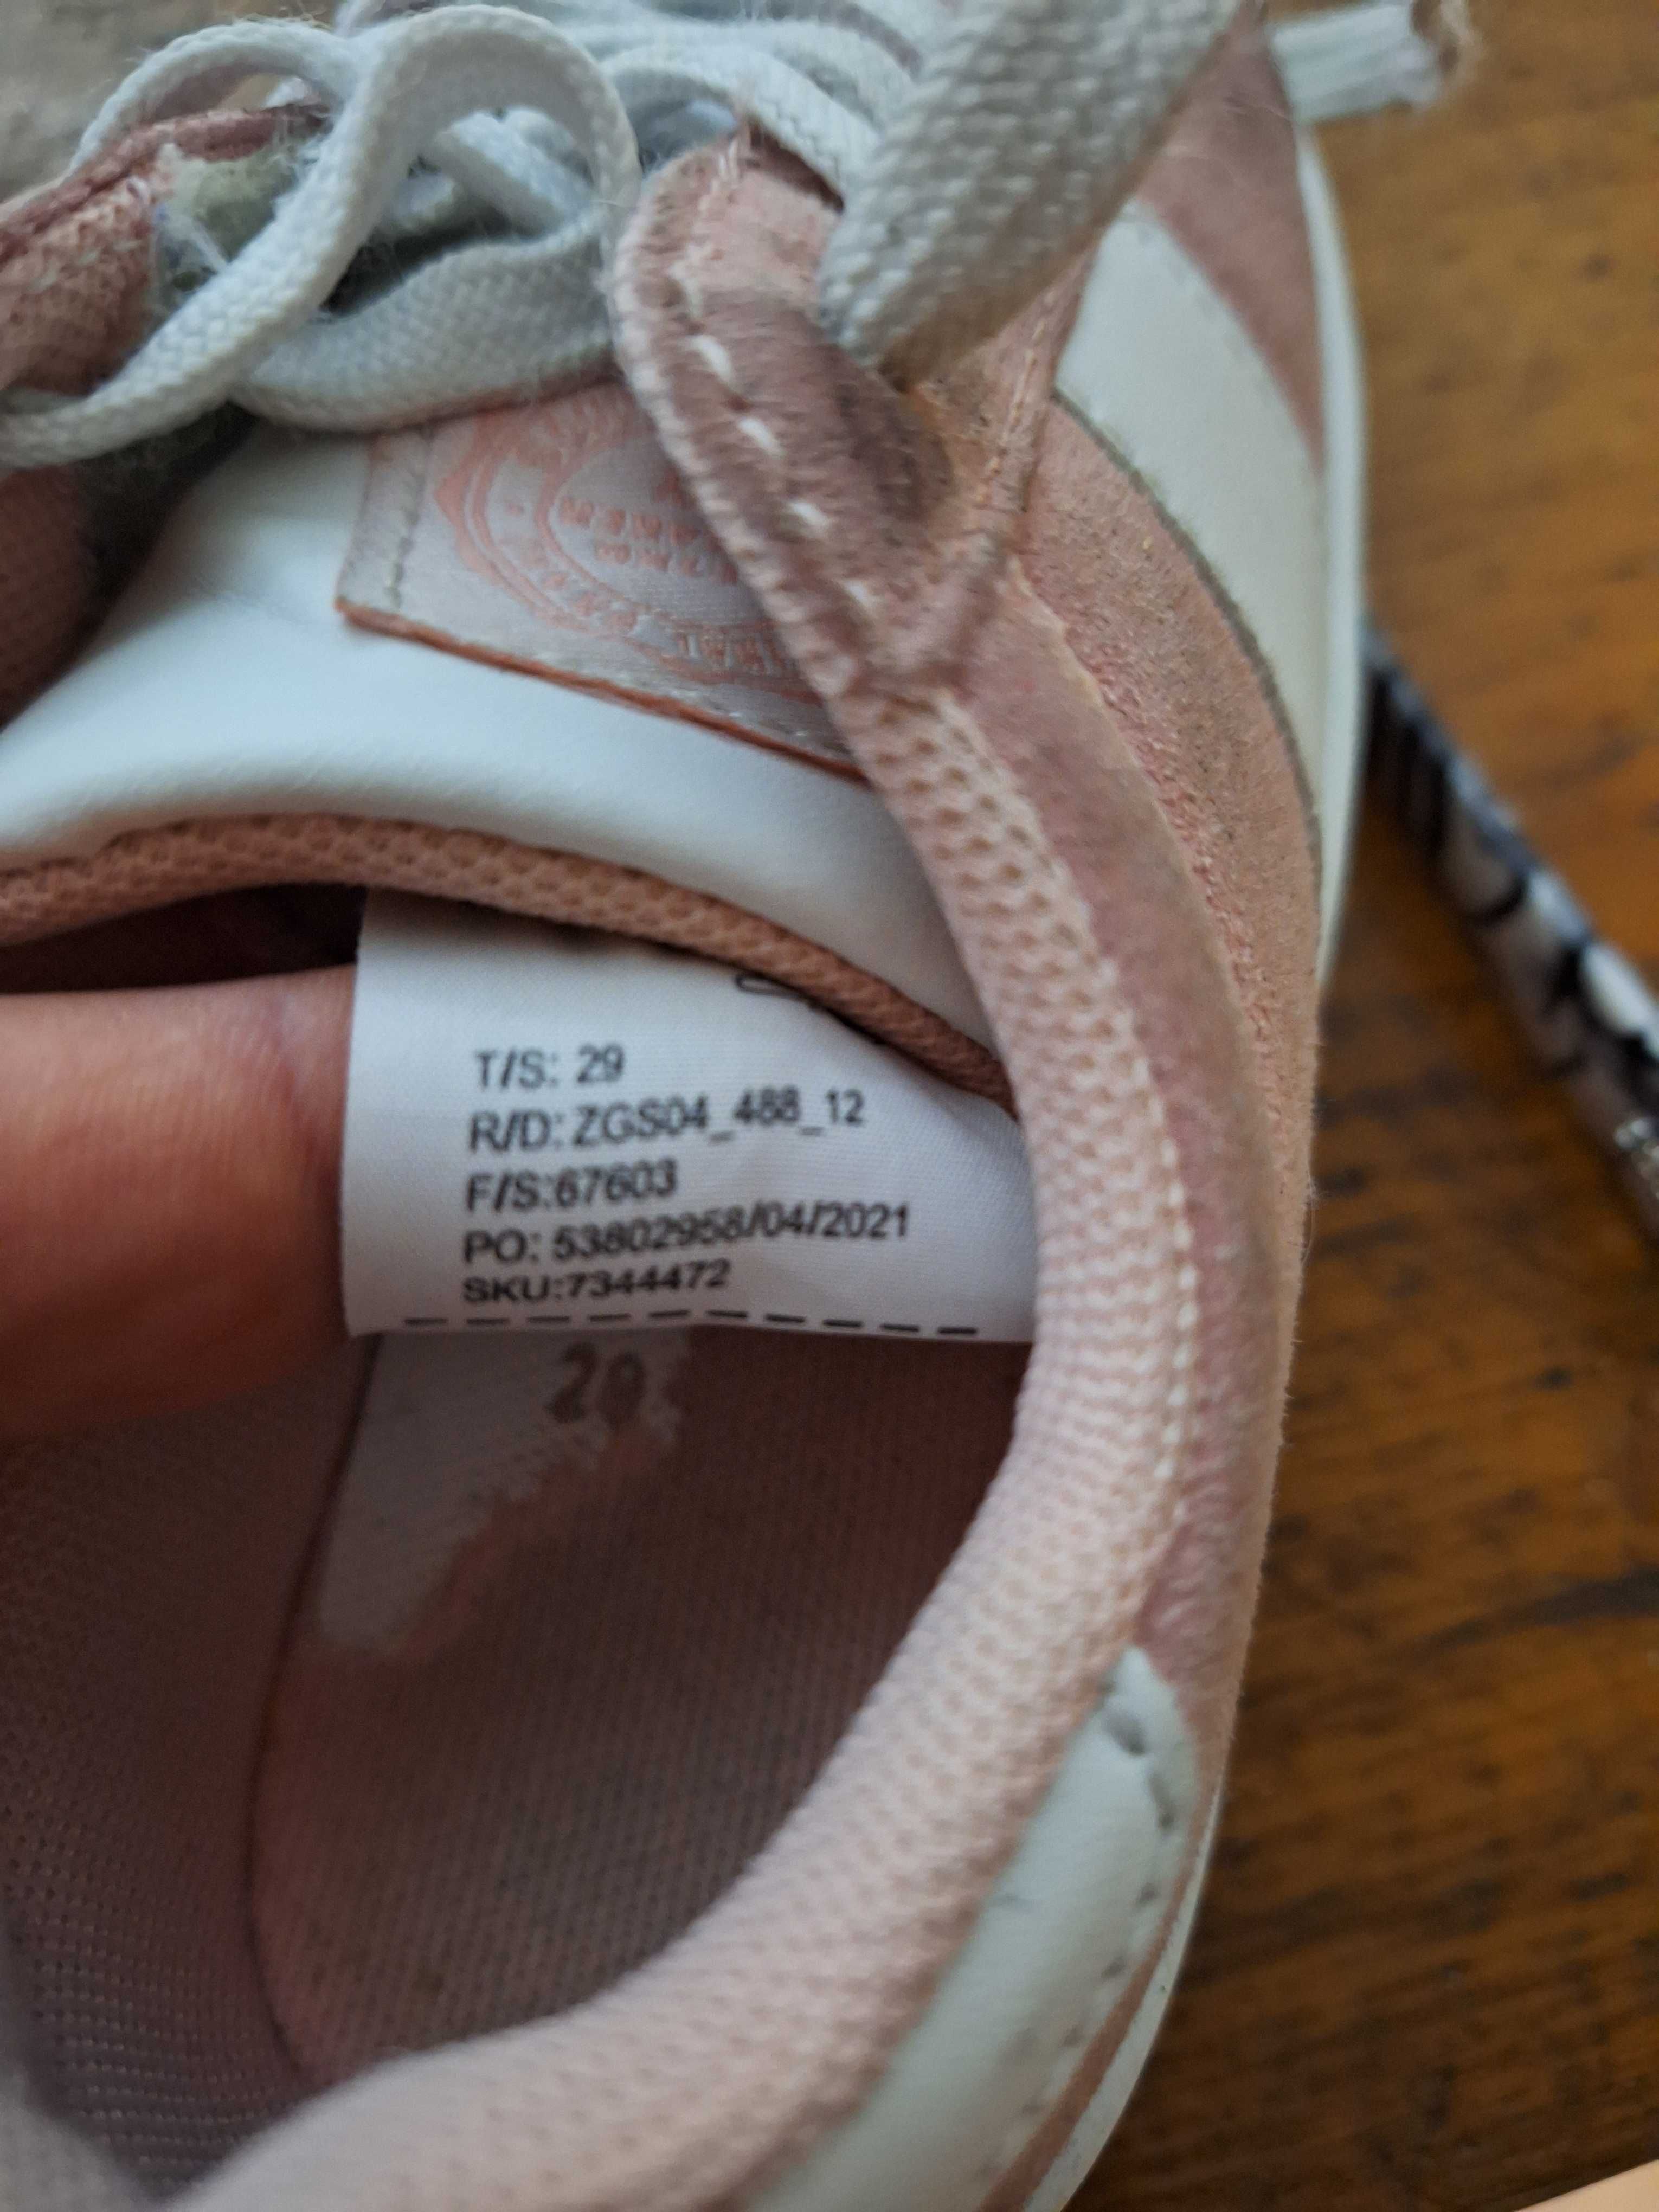 T/S: 29
R/D: ZGS04_488_12
F/S:67603
PO: 53802958/04/2021
SKU:7344472
29